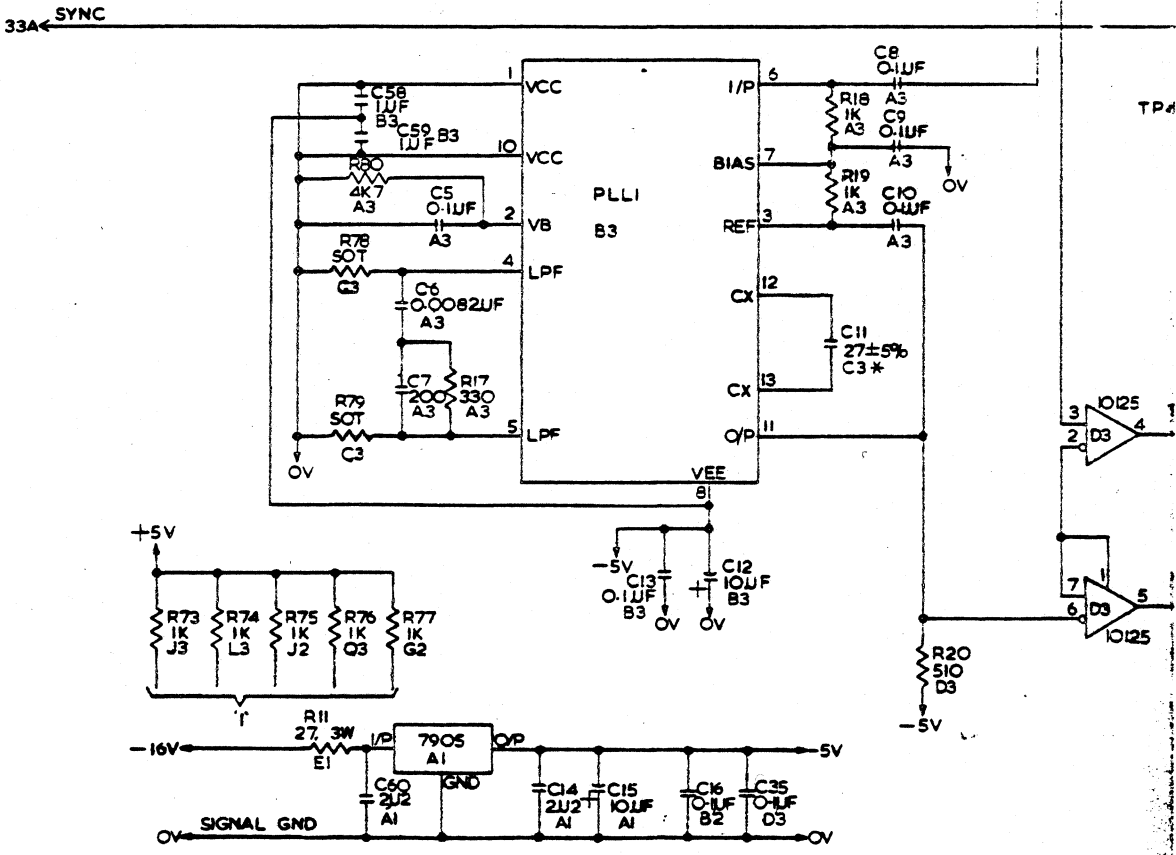 SYNC
33A
1 VCC
C58
1UF
B3
C59 B3
1UF
10 VCC
R80
4K7
A3
C5
0.1UF
A3
2 VB
R78
SOT
C3
4 LPF
C6
0.0082UF
A3
C7
200
A3
R17
330
A3
R79
SOT
C3
5 LPF
0V
PLL1
B3
I/P 6
C8
0.1UF
A3
R18
1K
A3
C9
0.1UF
A3
0V
BIAS 7
R19
1K
A3
C10
0.1UF
A3
REF 3
CX 12
C11
27±5%
C3*
CX 13
O/P 11
VEE
8
-5V
C13
0.1UF
B3
0V
C12
+ 10UF
B3
0V
TP4
10125
3
2
D3
4
7
6
1
D3
5
10125
R20
510
D3
-5V
+5V
R73
1K
J3
R74
1K
L3
R75
1K
J2
R76
1K
Q3
R77
1K
G2
'1'
-16V
R11
27, 3W
E1
I/P
7905
A1
O/P
GND
-5V
C60
2U2
A1
C14
2U2
A1
C15
+ 10UF
A1
C16
0.1UF
B2
C35
0.1UF
D3
0V SIGNAL GND
0V